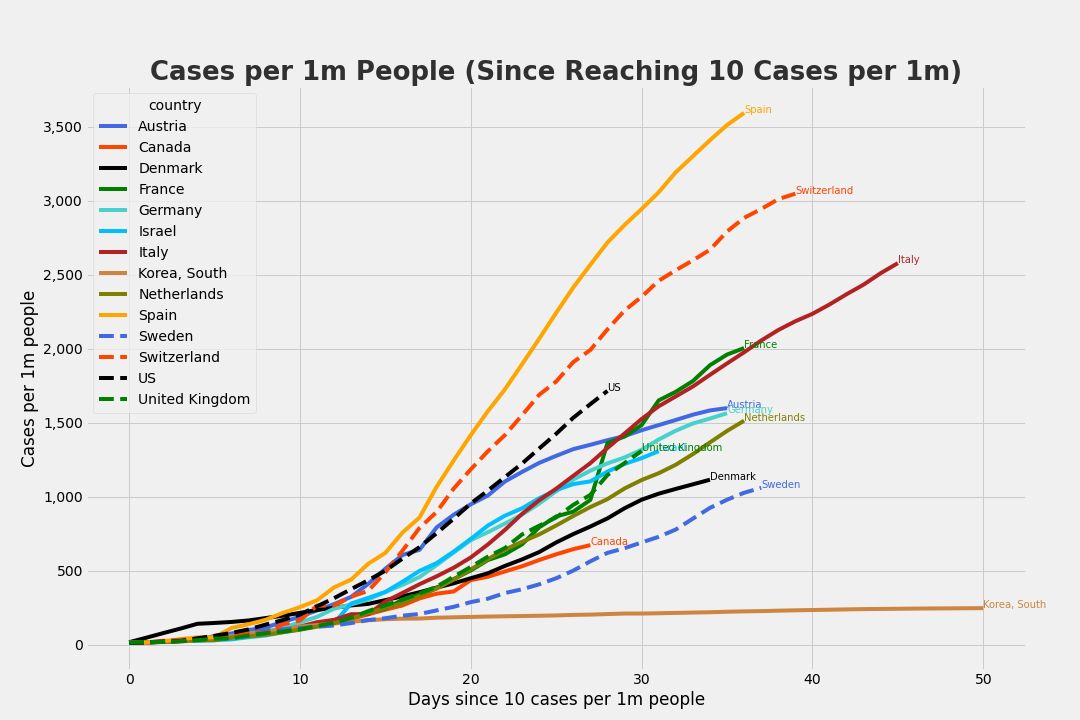 Cases per 1m People (Since Reaching 10 Cases per 1m)
country
Austria
Canada
Denmark
France
Germany
Israel
Italy
Korea, South
Netherlands
Spain
Sweden
Switzerland
US
United Kingdom
Cases per 1m people
3,500
3,000
2,500
2,000
1,500
1,000
500
0
Spain
Switzerland
Italy
France
US
Austria
Germany
Netherlands
United Kingdom
Denmark
Sweden
Canada
Korea, South
0
10
20
30
40
50
Days since 10 cases per 1m people